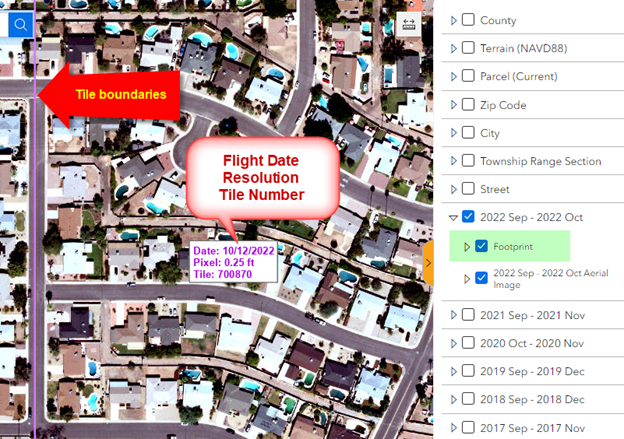 Tile boundaries
Flight Date
Resolution
Tile Number
Date: 10/12/2022
Pixel: 0.25 ft
Tile: 700870
County
Terrain (NAVD88)
Parcel (Current)
Zip Code
City
Township Range Section
Street
2022 Sep - 2022 Oct
Footprint
2022 Sep - 2022 Oct Aerial
Image
2021 Sep - 2021 Nov
2020 Oct - 2020 Nov
2019 Sep - 2019 Dec
2018 Sep - 2018 Dec
2017 Sep - 2017 Nov